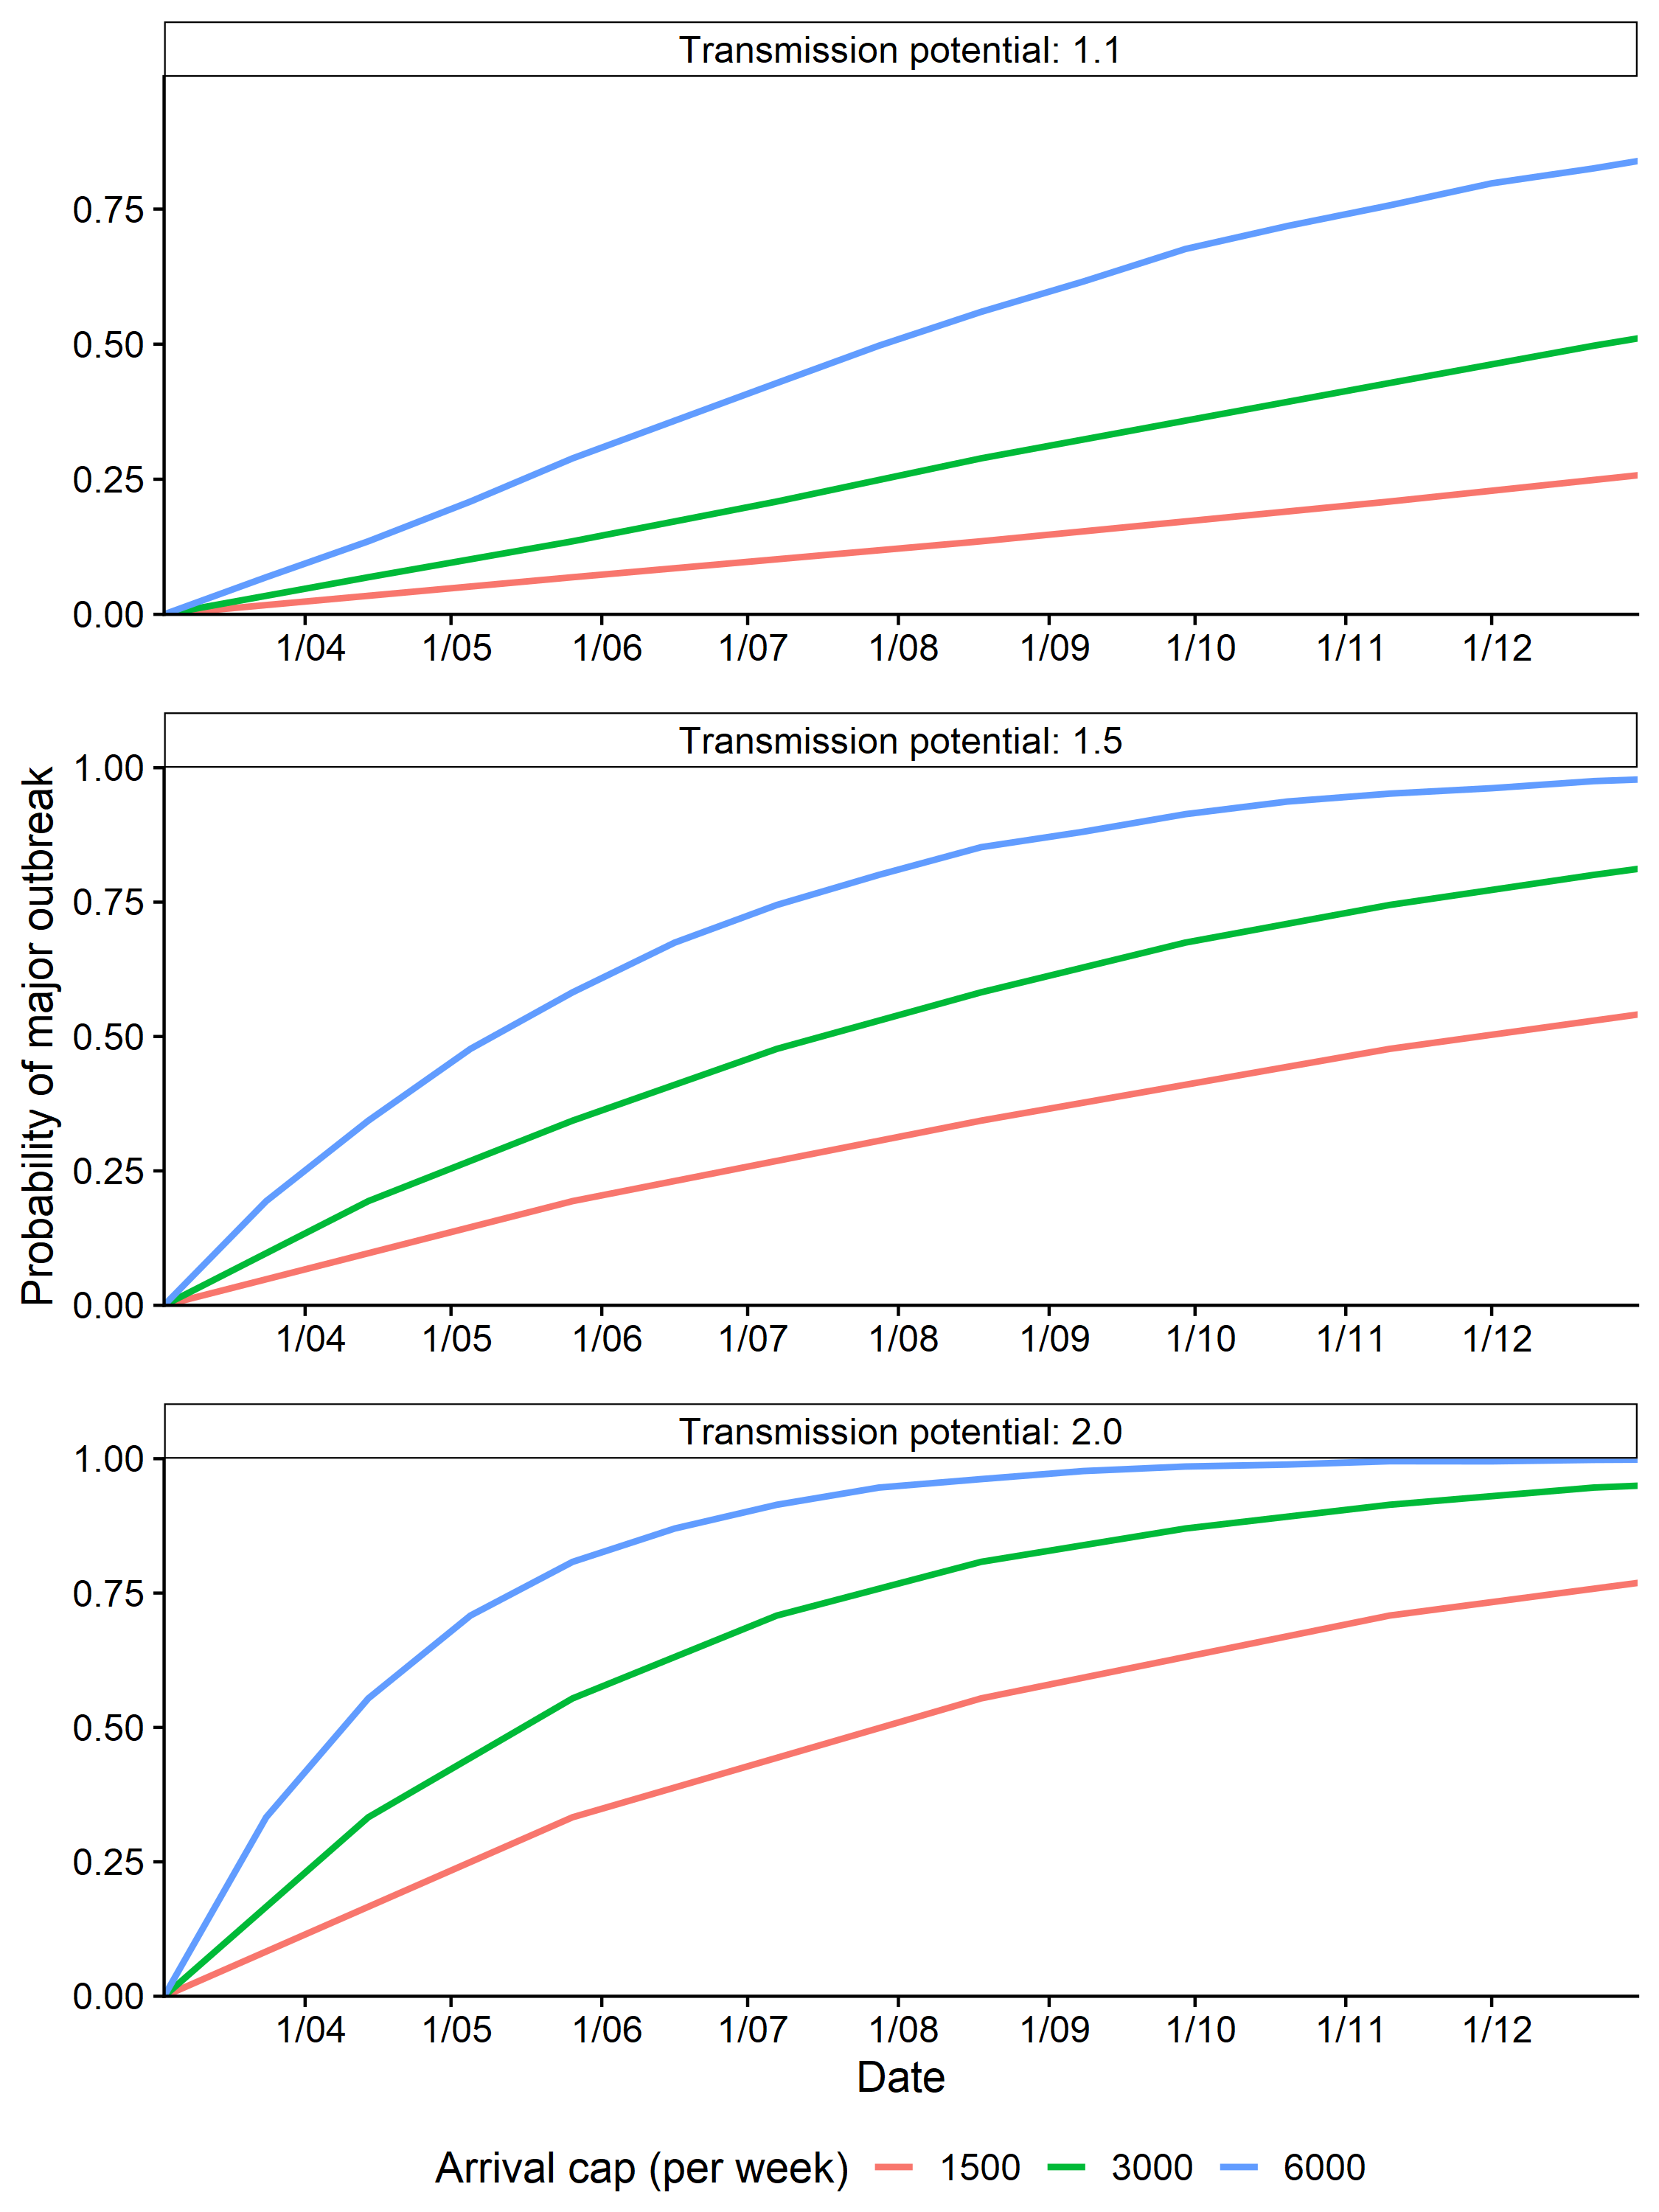 Transmission potential: 1.1
0.75
0.50
0.25
0.00
1/04 1/05 1/06 1/07 1/08 1/09 1/10 1/11 1/12
Probability of major outbreak
Transmission potential: 1.5
1.00
0.75
0.50
0.25
0.00
1/04 1/05 1/06 1/07 1/08 1/09 1/10 1/11 1/12
Transmission potential: 2.0
1.00
0.75
0.50
0.25
0.00
1/04 1/05 1/06 1/07 1/08 1/09 1/10 1/11 1/12
Date
Arrival cap (per week) 1500 3000 6000